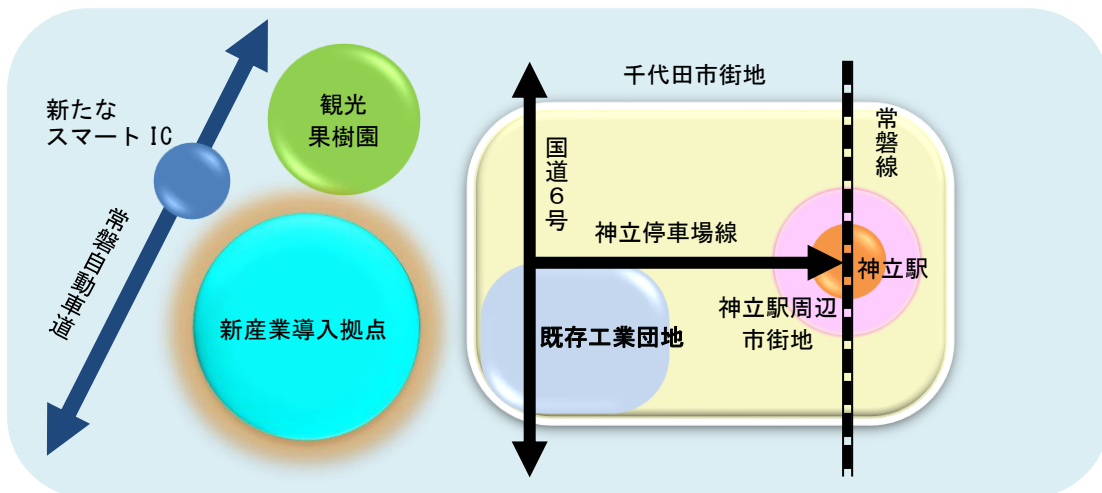 千代田市街地
新たな
スマートIC
観光
果樹園
常磐線
国道６号
神立停車場線
常磐自動車道
神立駅
新産業導入拠点
既存工業団地
神立駅周辺
市街地